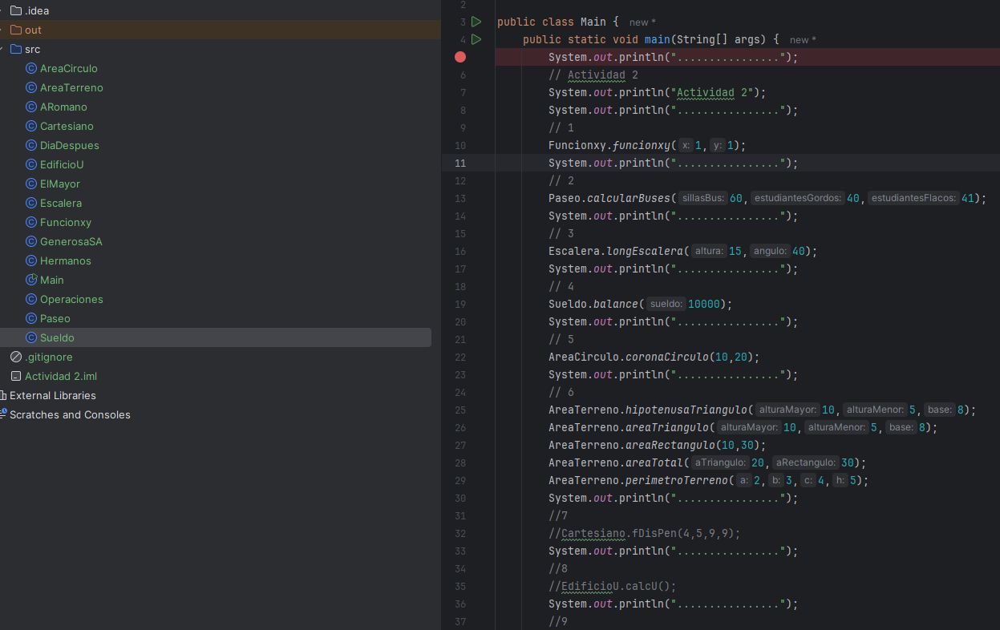 .idea
out
src
AreaCirculo
AreaTerreno
ARomano
Cartesiano
DiaDespues
EdificioU
ElMayor
Escalera
Funcionxy
GenerosaSA
Hermanos
Main
Operaciones
Paseo
Sueldo
.gitignore
Actividad 2.iml
External Libraries
Scratches and Consoles
2
3 public class Main { new *
4 public static void main(String[] args) { new *
System.out.println("................");
6 // Actividad 2
7 System.out.println("Actividad 2");
8 System.out.println("................");
9 // 1
10 Funcionxy.funcionxy( x: 1, y: 1);
11 System.out.println("................");
12 // 2
13 Paseo.calcularBuses( sillasBus: 60, estudiantesGordos: 40, estudiantesFlacos: 41);
14 System.out.println("................");
15 // 3
16 Escalera.longEscalera( altura: 15, angulo: 40);
17 System.out.println("................");
18 // 4
19 Sueldo.balance( sueldo: 10000);
20 System.out.println("................");
21 // 5
22 AreaCirculo.coronaCirculo(10,20);
23 System.out.println("................");
24 // 6
25 AreaTerreno.hipotenusaTriangulo( alturaMayor: 10, alturaMenor: 5, base: 8);
26 AreaTerreno.areaTriangulo( alturaMayor: 10, alturaMenor: 5, base: 8);
27 AreaTerreno.areaRectangulo(10,30);
28 AreaTerreno.areaTotal( aTriangulo: 20, aRectangulo: 30);
29 AreaTerreno.perimetroTerreno( a: 2, b: 3, c: 4, h: 5);
30 System.out.println("................");
31 //7
32 //Cartesiano.fDisPen(4,5,9,9);
33 System.out.println("................");
34 //8
35 //EdificioU.calcU();
36 System.out.println("................");
37 //9